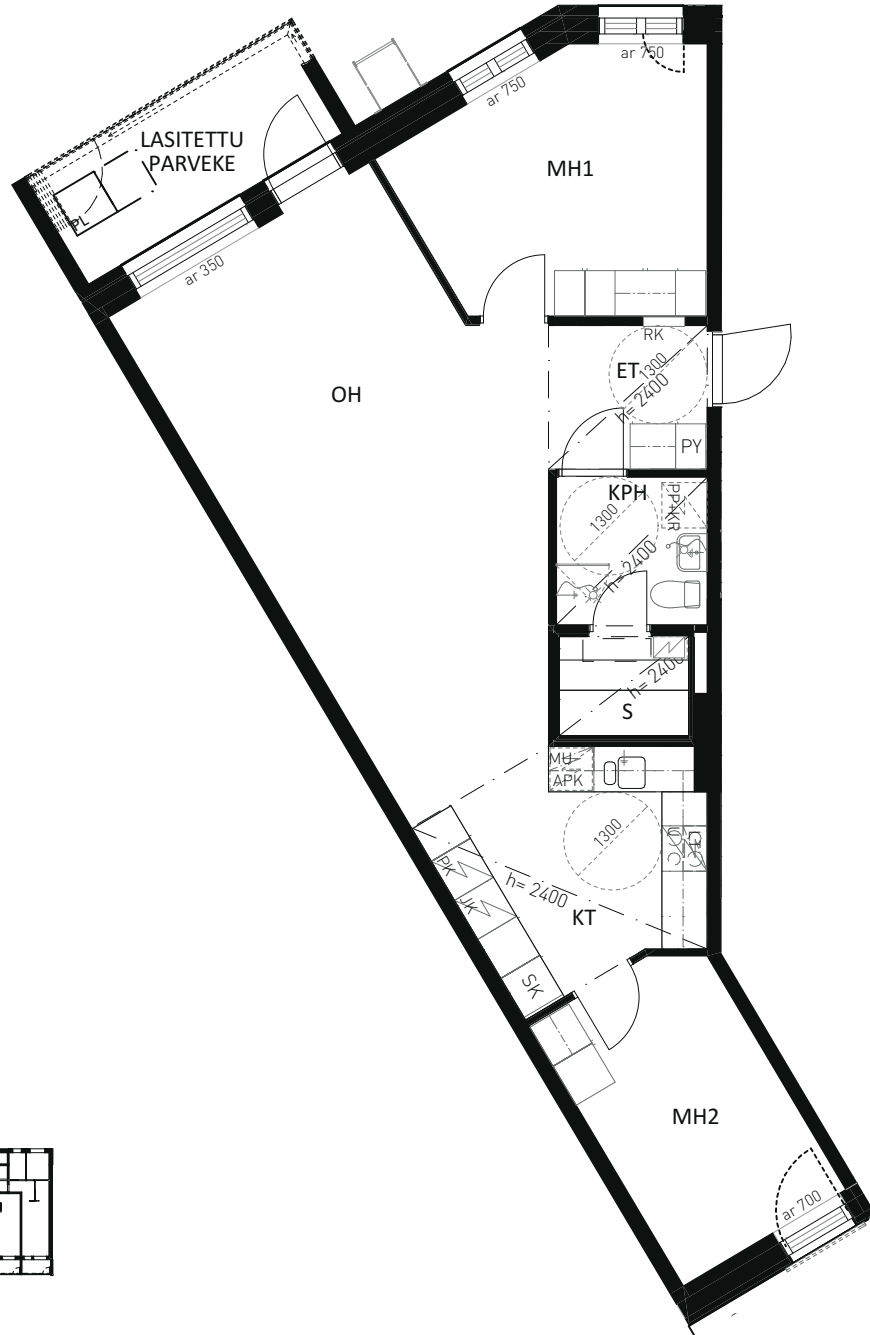 ar 750
ar 750
LASITETTU
PARVEKE
MH1
PL
ar 350
RK
ET
1300
h= 2400
OH
PY
KPH
PP+KR
1300
h= 2400
h= 2400
S
MU
APK
1300
PK
JK
h= 2400
KT
SK
MH2
ar 700